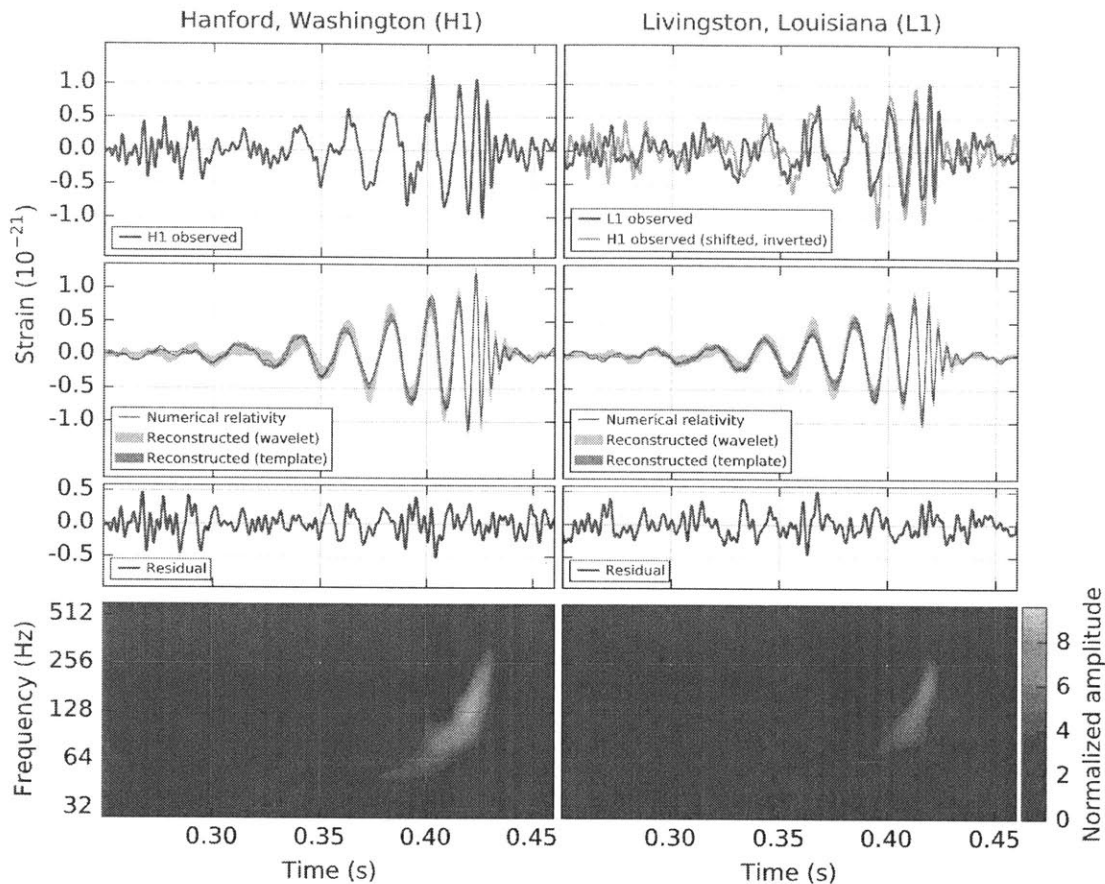 Hanford, Washington (H1)
Livingston, Louisiana (L1)
Strain (10⁻²¹)
1.0
0.5
0.0
-0.5
-1.0
H1 observed
L1 observed
H1 observed (shifted, inverted)
1.0
0.5
0.0
-0.5
-1.0
Numerical relativity
Reconstructed (wavelet)
Reconstructed (template)
Numerical relativity
Reconstructed (wavelet)
Reconstructed (template)
0.5
0.0
-0.5
Residual
Residual
Frequency (Hz)
512
256
128
64
32
Normalized amplitude
8
6
4
2
0
0.30 0.35 0.40 0.45
0.30 0.35 0.40 0.45
Time (s)
Time (s)